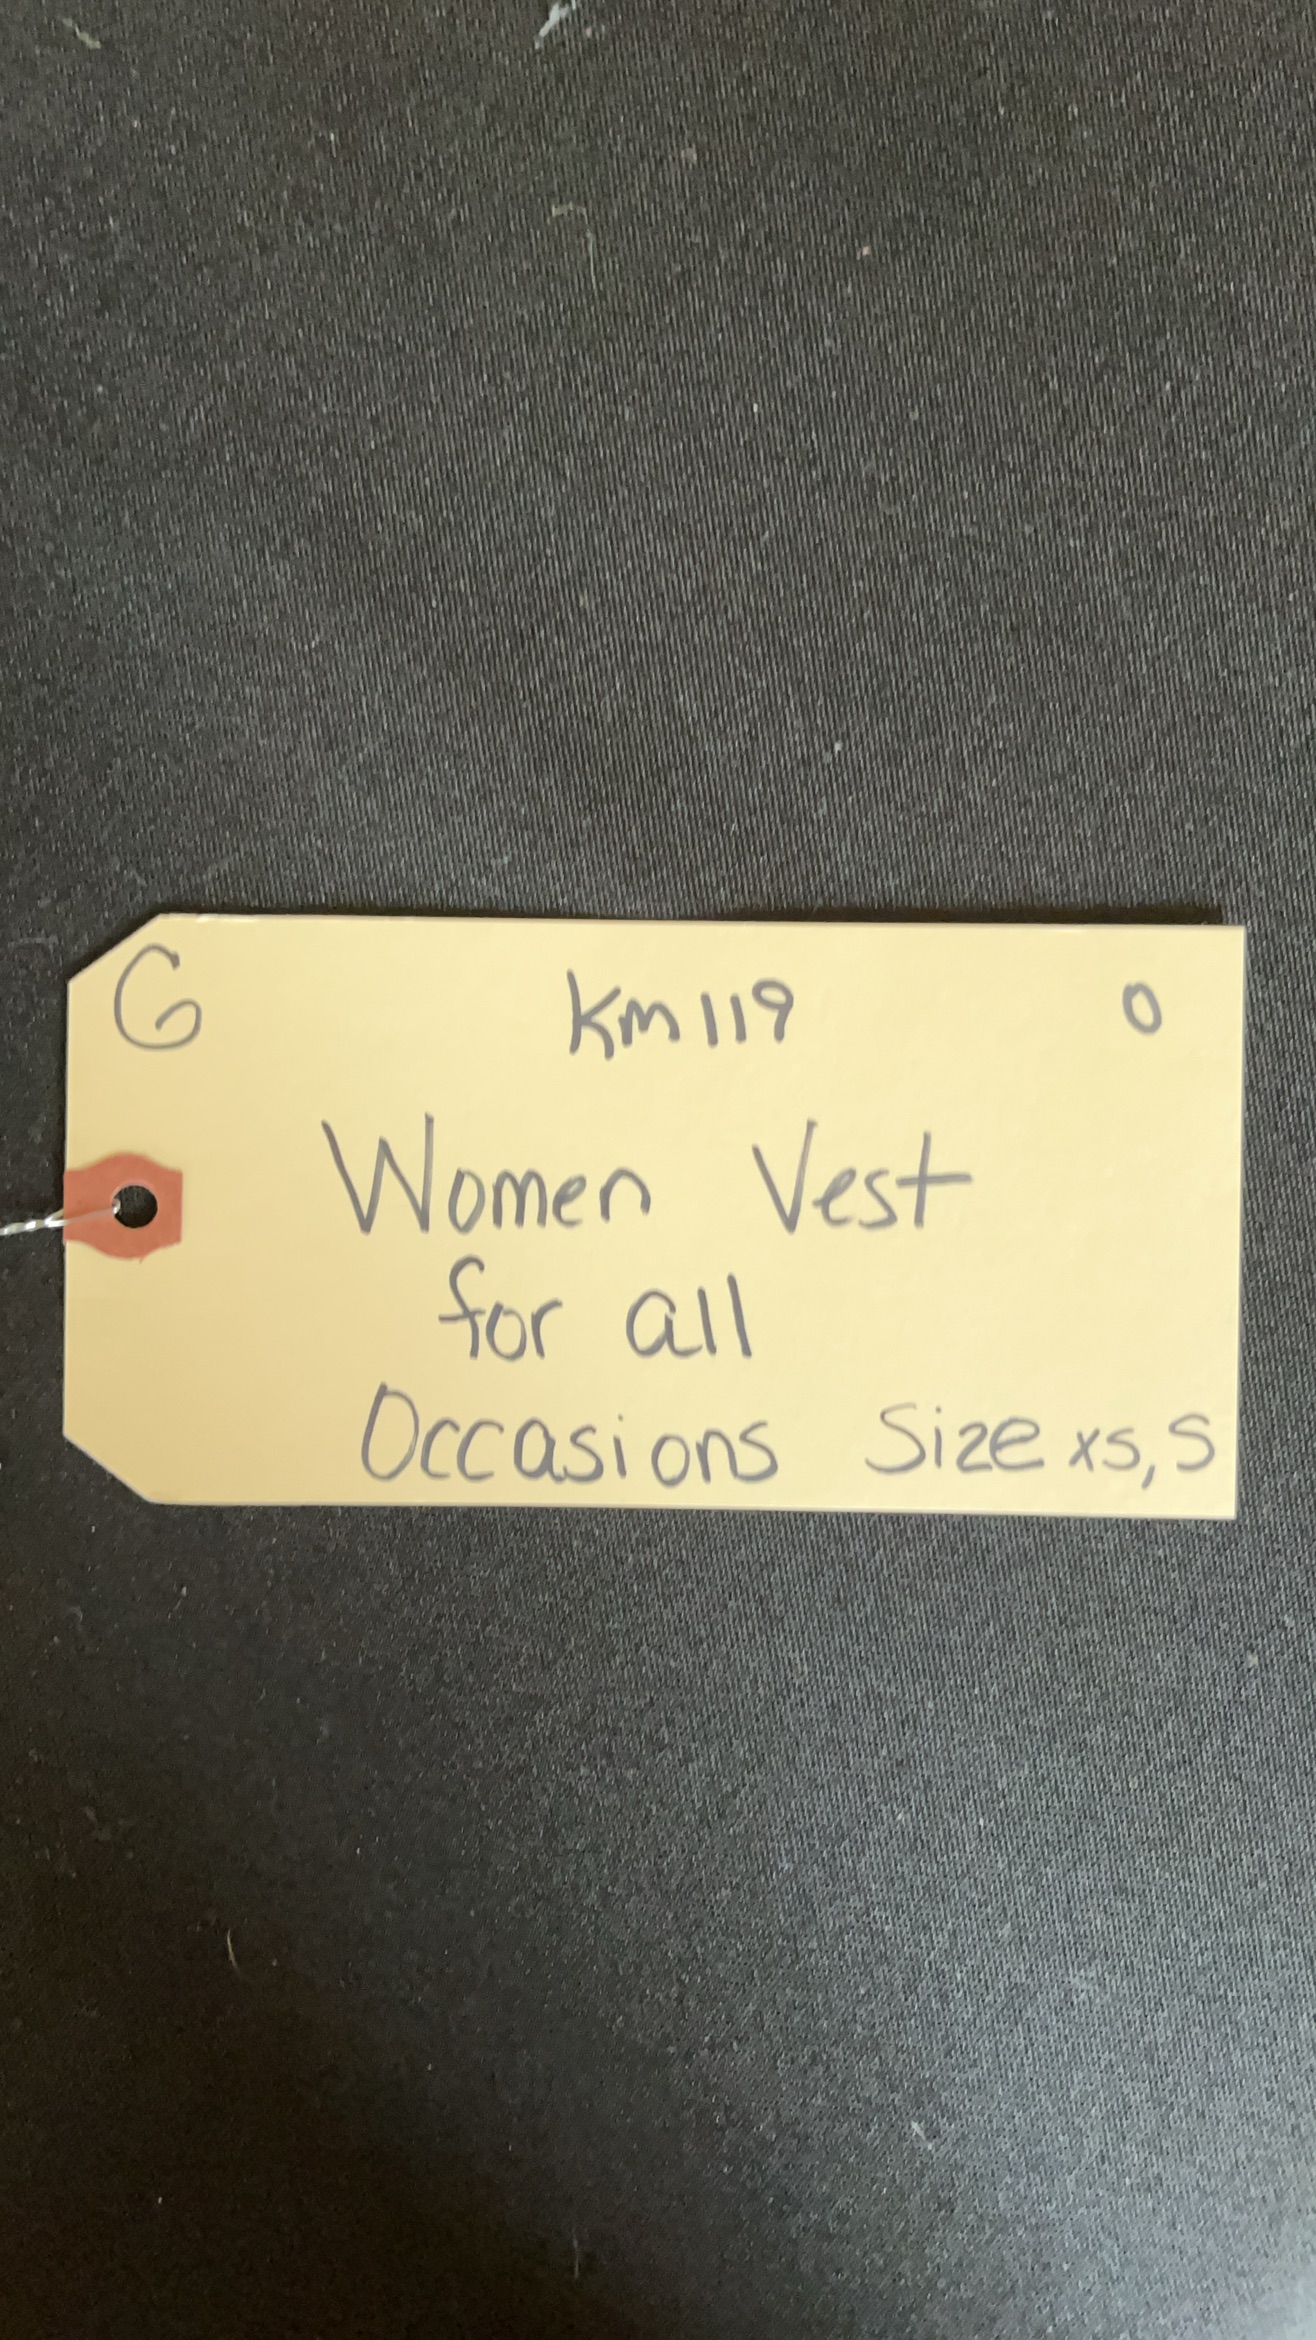 G km119 0
Women Vest
for all
Occasions Size xs, S